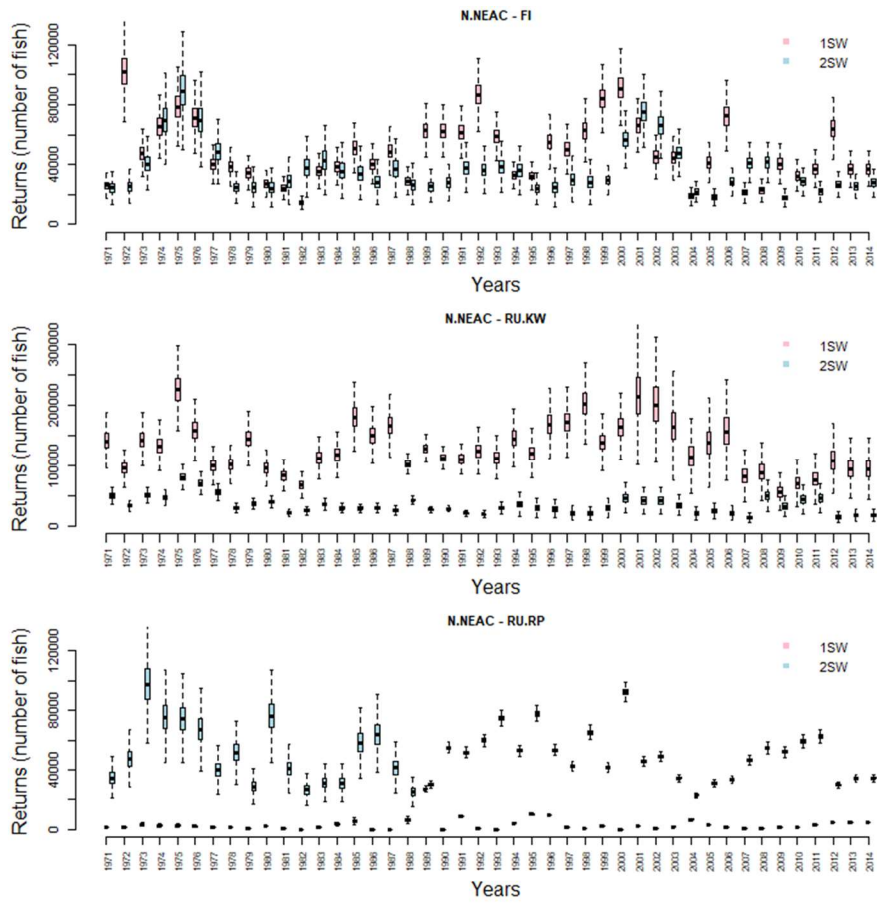 N.NEAC - FI
1SW
2SW
Returns (number of fish)
120000
80000
40000
0
1971 1972 1973 1974 1975 1976 1977 1978 1979 1980 1981 1982 1983 1984 1985 1986 1987 1988 1989 1990 1991 1992 1993 1994 1995 1996 1997 1998 1999 2000 2001 2002 2003 2004 2005 2006 2007 2008 2009 2010 2011 2012 2013 2014
Years
N.NEAC - RU.KW
1SW
2SW
Returns (number of fish)
300000
200000
100000
0
1971 1972 1973 1974 1975 1976 1977 1978 1979 1980 1981 1982 1983 1984 1985 1986 1987 1988 1989 1990 1991 1992 1993 1994 1995 1996 1997 1998 1999 2000 2001 2002 2003 2004 2005 2006 2007 2008 2009 2010 2011 2012 2013 2014
Years
N.NEAC - RU.RP
1SW
2SW
Returns (number of fish)
120000
80000
40000
0
1971 1972 1973 1974 1975 1976 1977 1978 1979 1980 1981 1982 1983 1984 1985 1986 1987 1988 1989 1990 1991 1992 1993 1994 1995 1996 1997 1998 1999 2000 2001 2002 2003 2004 2005 2006 2007 2008 2009 2010 2011 2012 2013 2014
Years